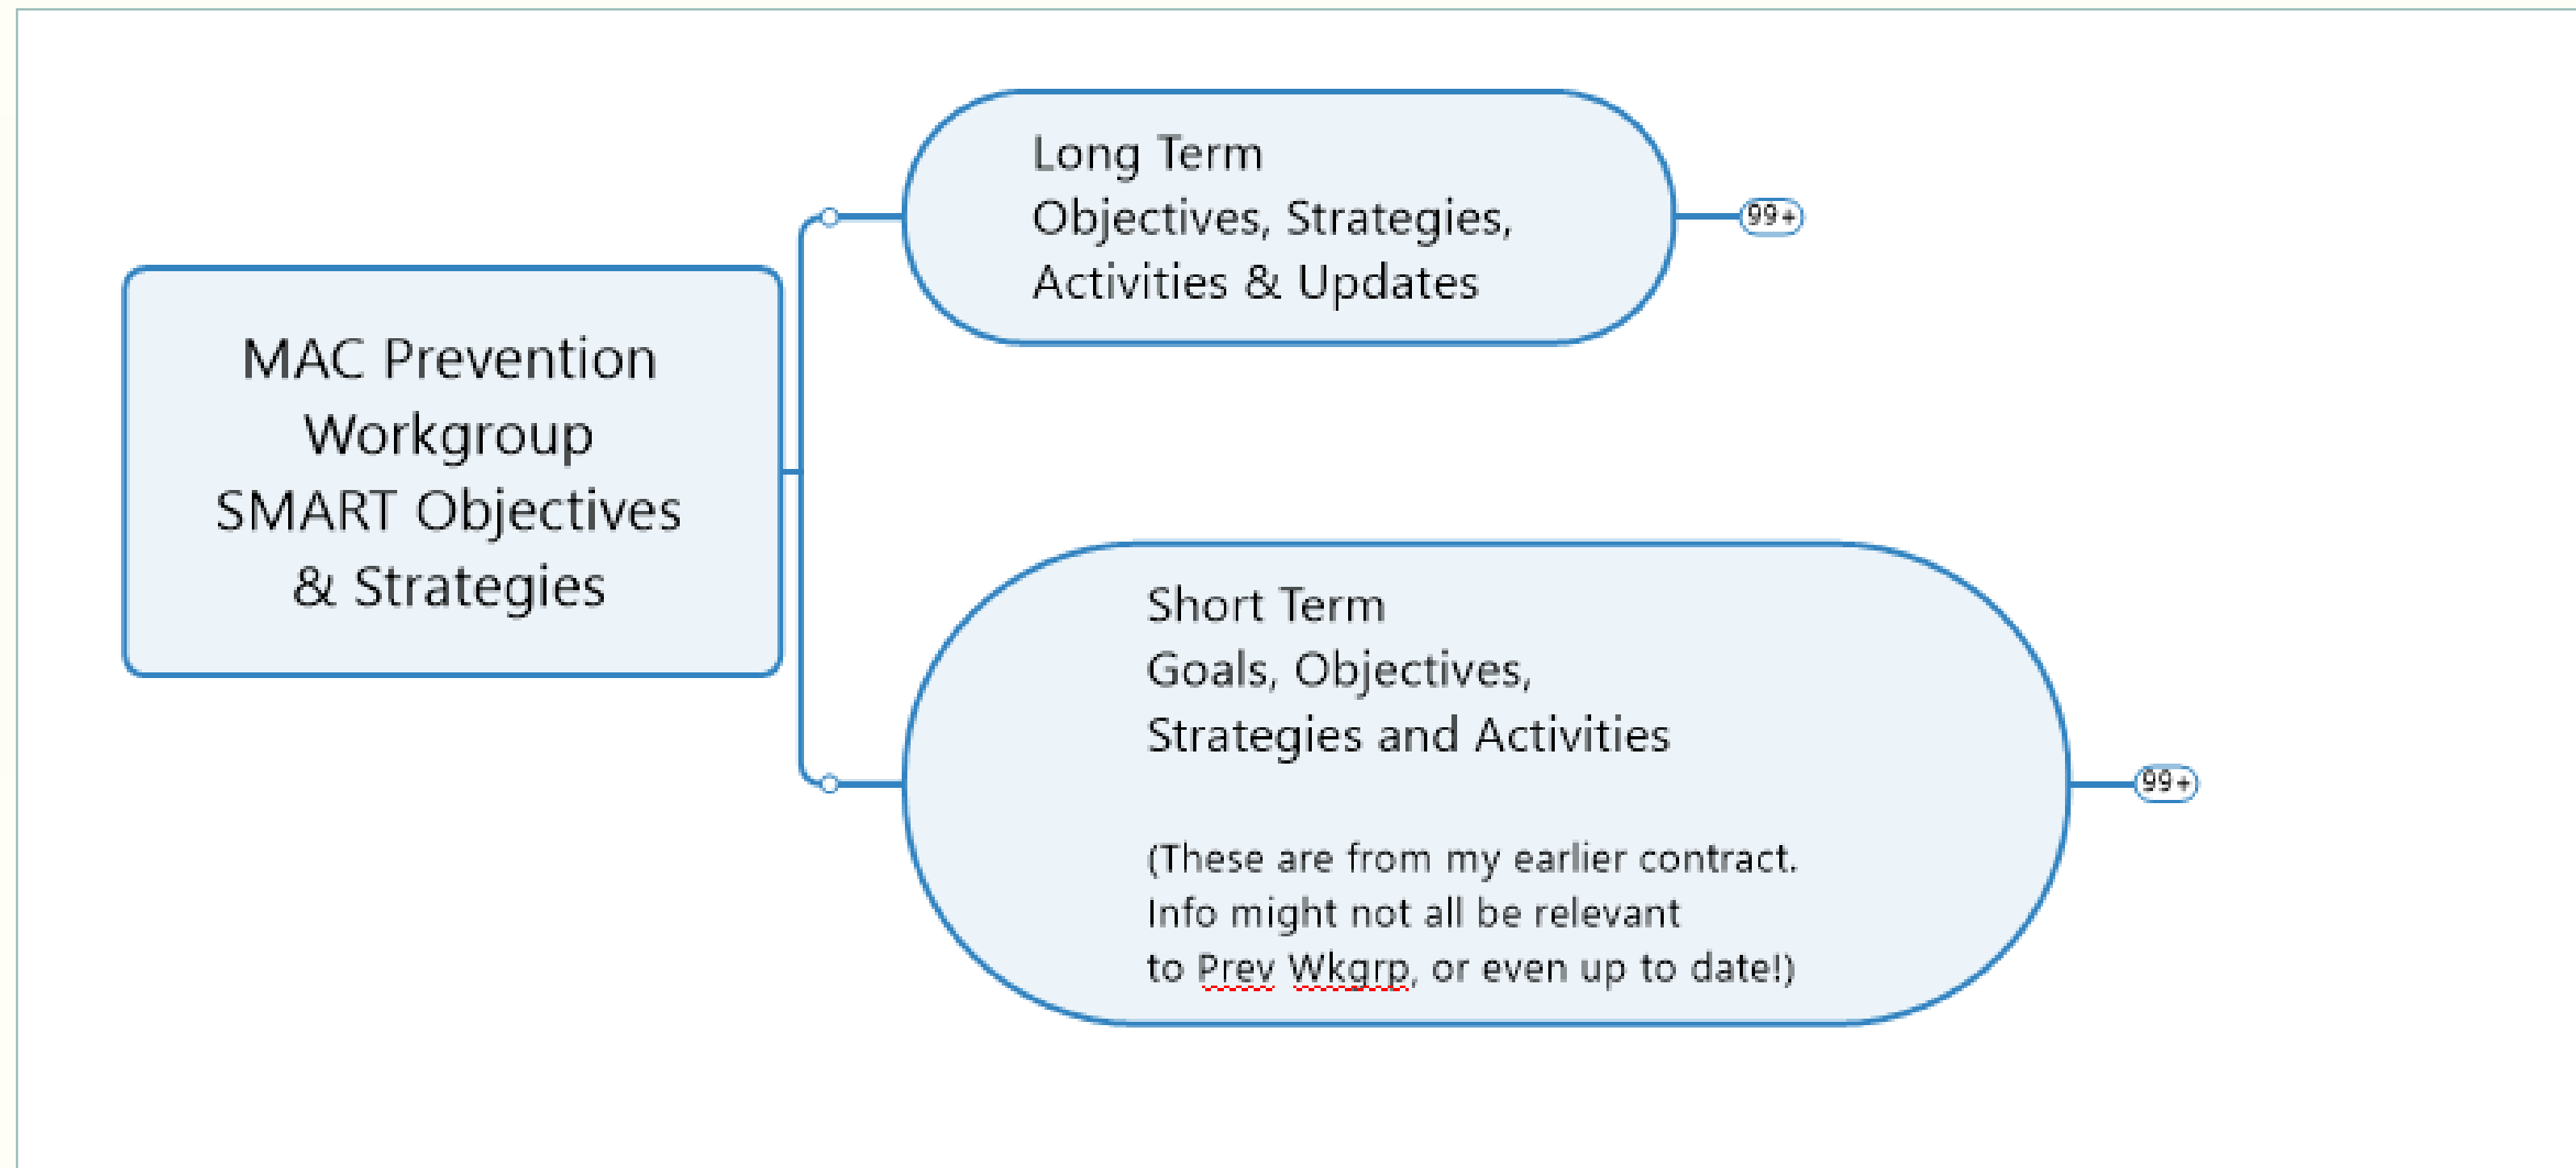 MAC Prevention
Workgroup
SMART Objectives
& Strategies
Long Term
Objectives, Strategies,
Activities & Updates
99+
Short Term
Goals, Objectives,
Strategies and Activities
(These are from my earlier contract.
Info might not all be relevant
to Prev Wkgrp, or even up to date!)
99+